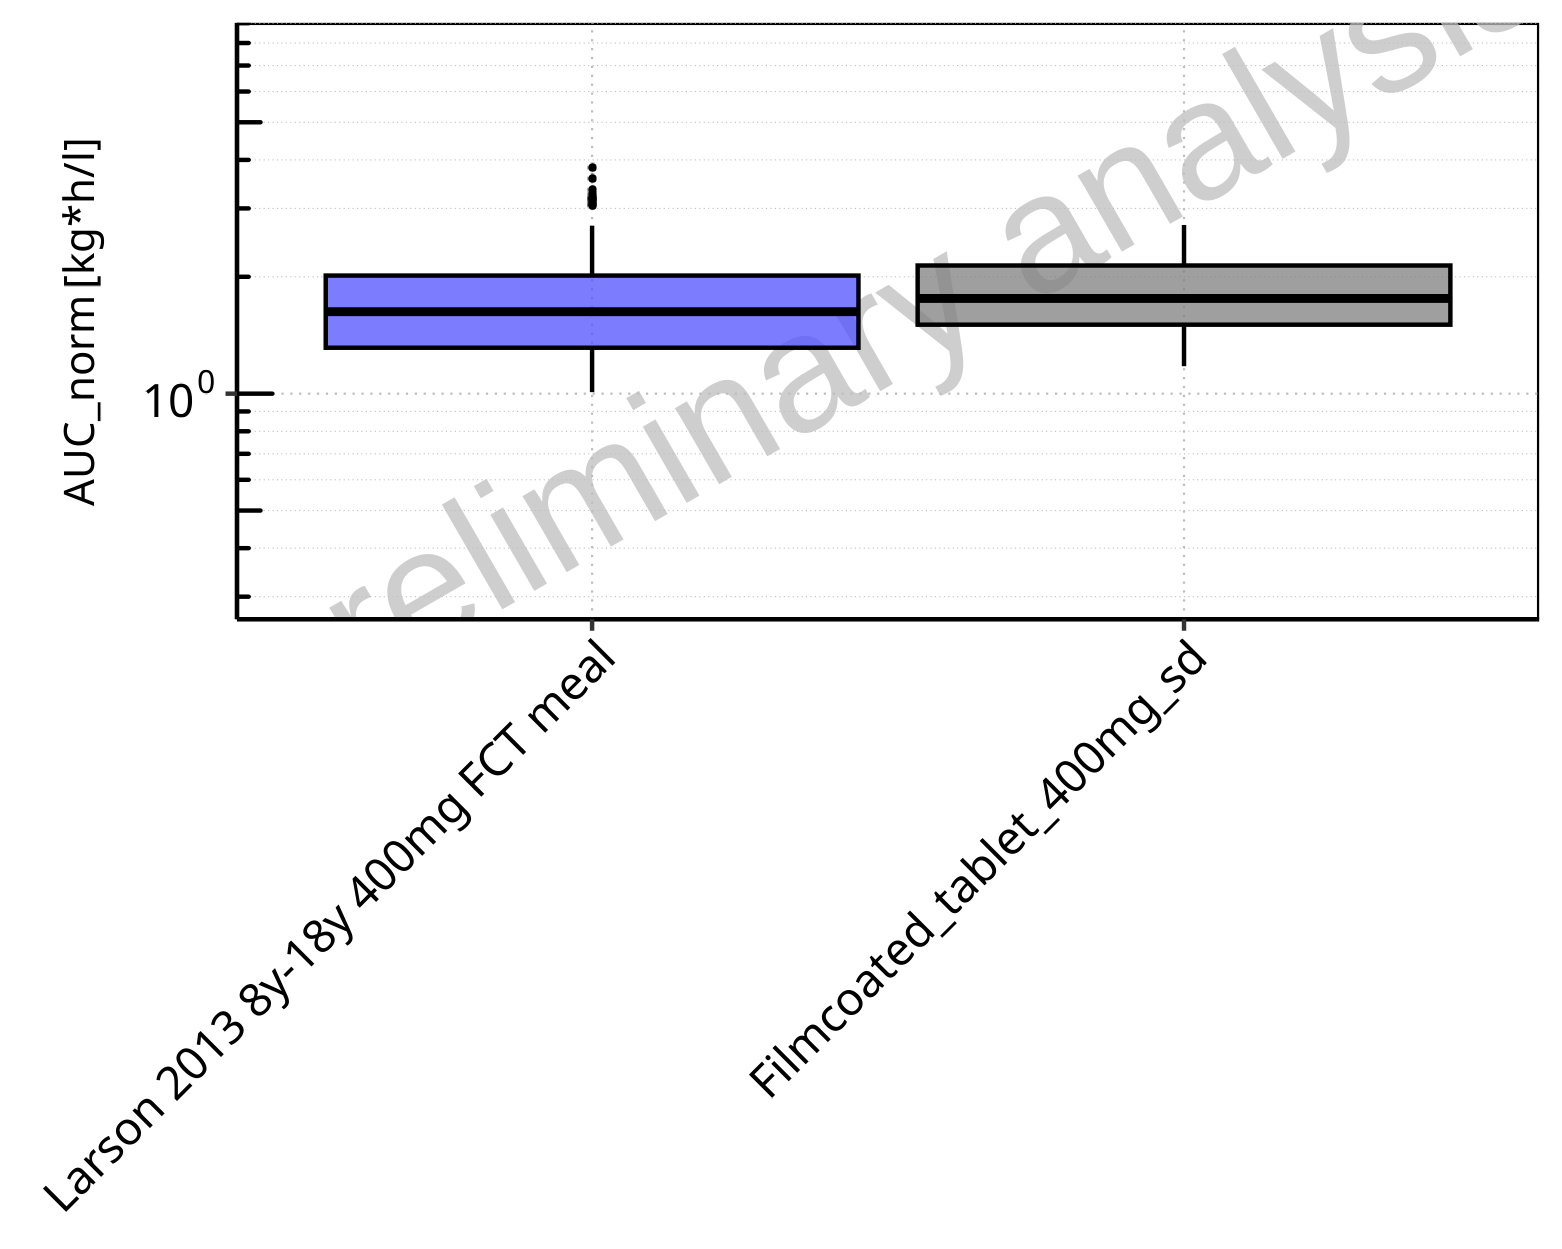 AUC_norm [kg*h/l]
10⁰
reliminary analysis
Larson 2013 8y-18y 400mg FCT meal
Filmcoated_tablet_400mg_sd